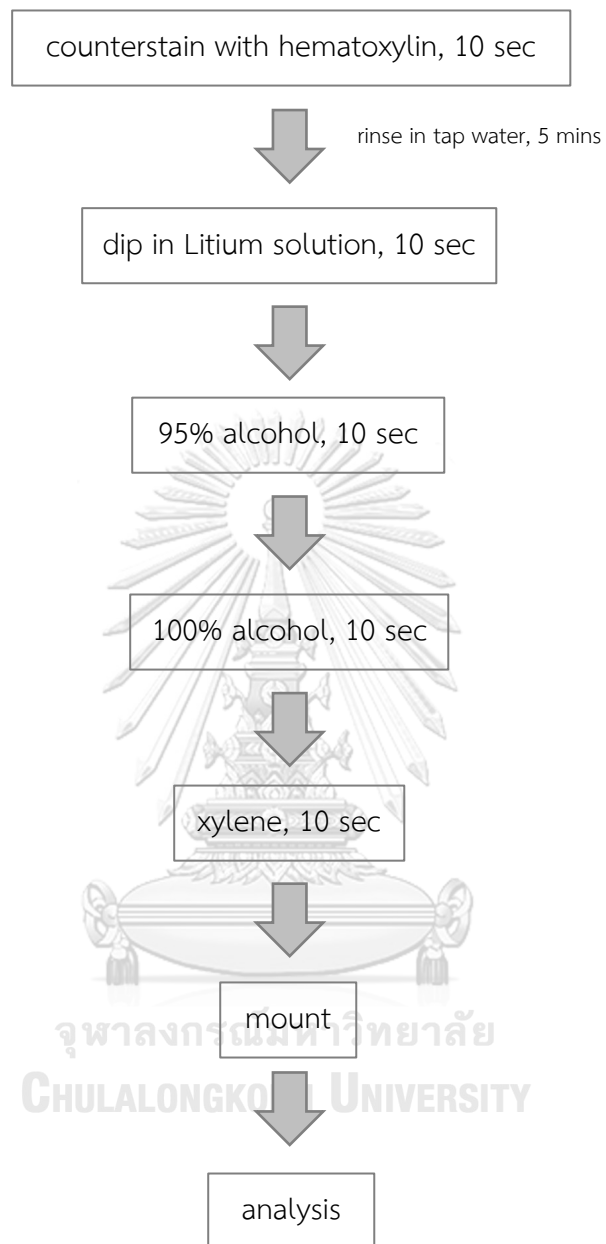 counterstain with hematoxylin, 10 sec
rinse in tap water, 5 mins
dip in Litium solution, 10 sec
95% alcohol, 10 sec
100% alcohol, 10 sec
xylene, 10 sec
mount
จุฬาลงกรณ์มหาวิทยาลัย
CHULALONGKORN UNIVERSITY
analysis